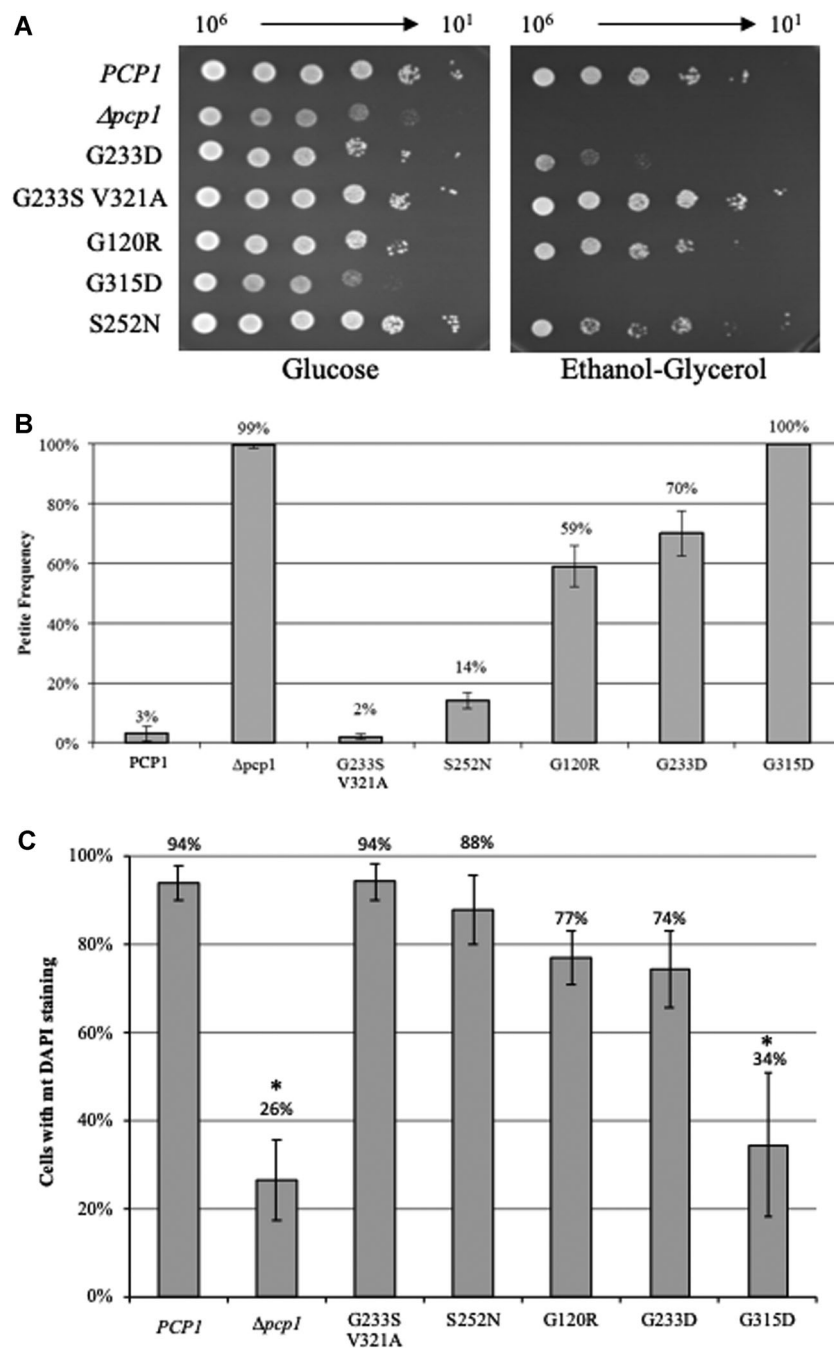 A
10⁶ 10¹ 10⁶ 10¹
PCP1
Δpcp1
G233D
G233S V321A
G120R
G315D
S252N
Glucose Ethanol-Glycerol
B
Petite Frequency
100%
80%
60%
40%
20%
0%
3%
99%
2%
14%
59%
70%
100%
PCP1 Δpcp1 G233S V321A S252N G120R G233D G315D
C
Cells with mt DAPI staining
100%
80%
60%
40%
20%
0%
94%
*
26%
94%
88%
77%
74%
*
34%
PCP1 Δpcp1 G233S V321A S252N G120R G233D G315D